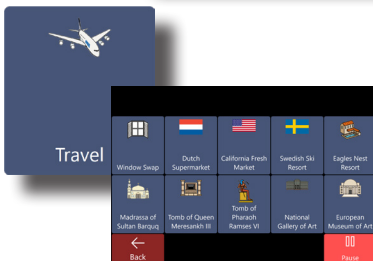 Travel
Window Swap
Dutch
Supermarket
California Fresh
Market
Swedish Ski
Resort
Eagles Nest
Resort
Madrassa of
Sultan Barquq
Tomb of Queen
Meresankh III
Tomb of
Pharaoh
Ramses VI
National
Gallery of Art
European
Museum of Art
Back
Pause